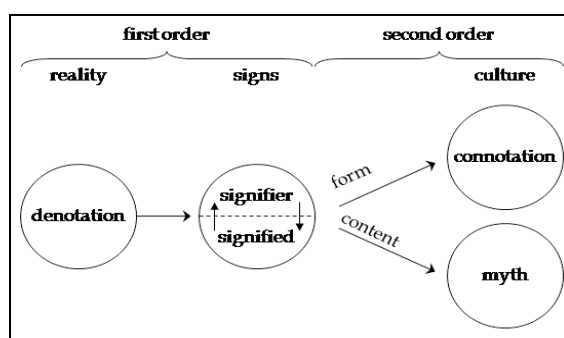 first order second order
reality signs culture
connotation
form
signifier
denotation
signified
content
myth